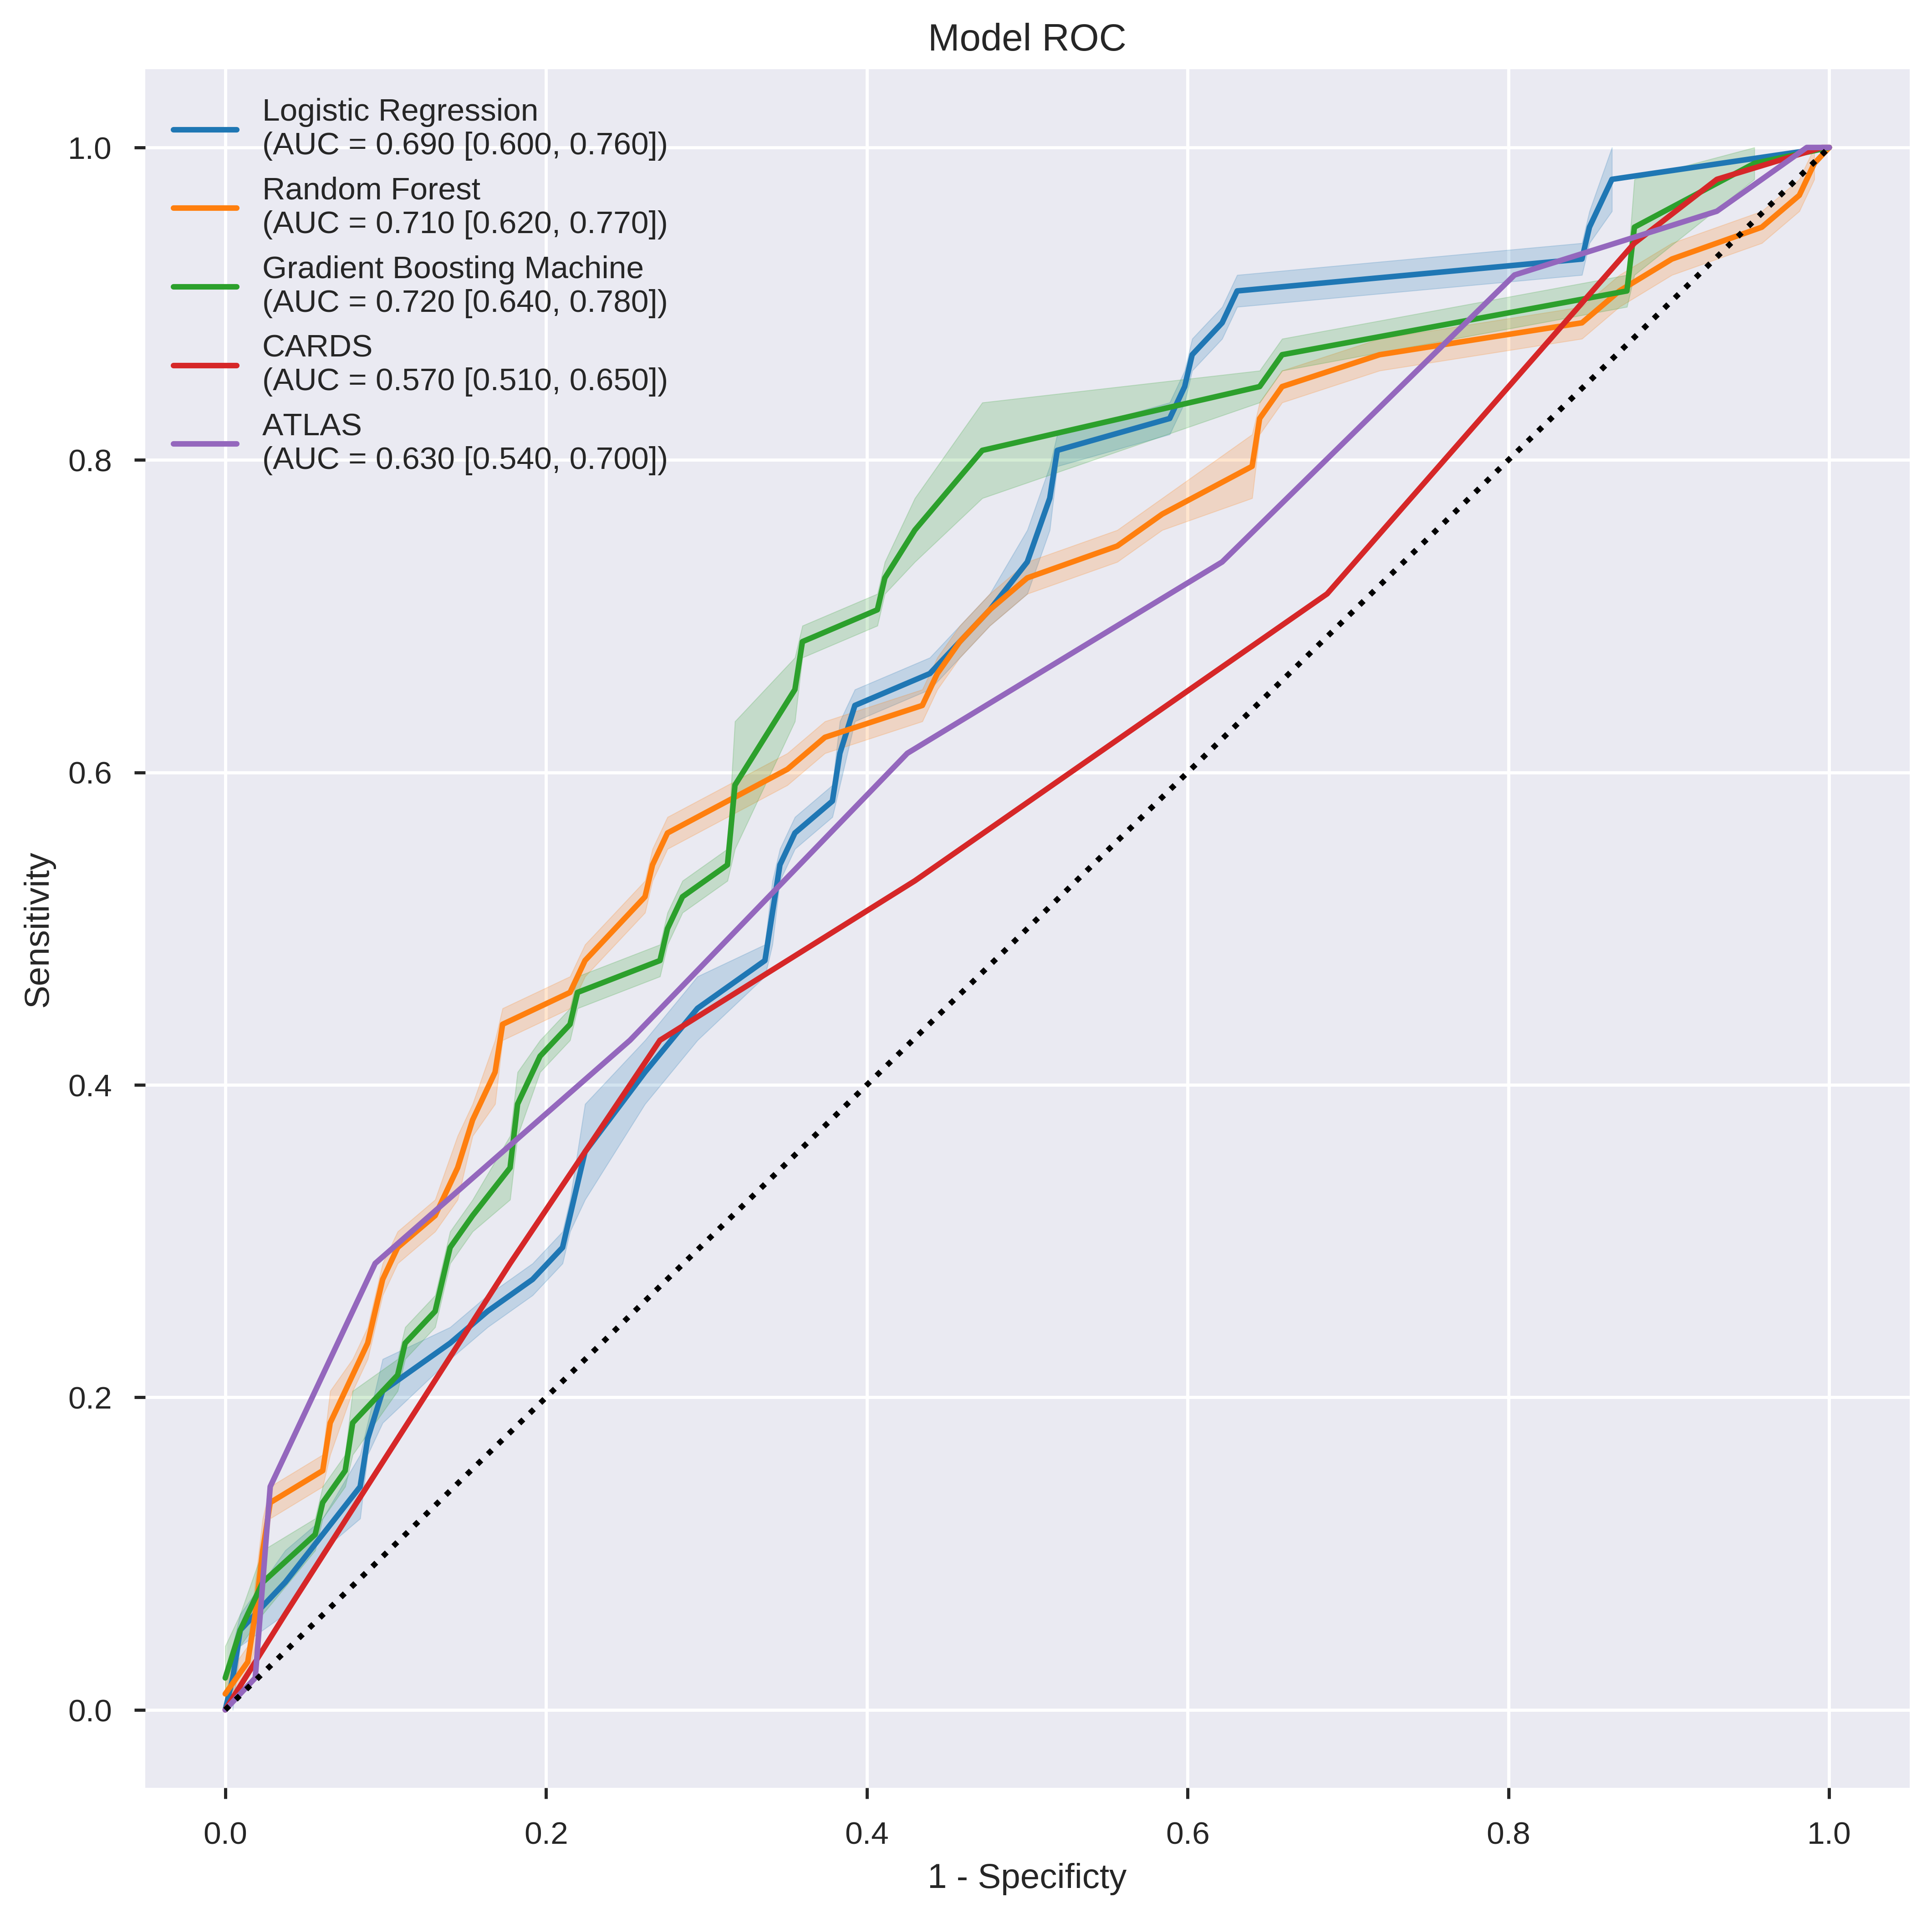 Model ROC
Logistic Regression
(AUC = 0.690 [0.600, 0.760])
Random Forest
(AUC = 0.710 [0.620, 0.770])
Gradient Boosting Machine
(AUC = 0.720 [0.640, 0.780])
CARDS
(AUC = 0.570 [0.510, 0.650])
ATLAS
(AUC = 0.630 [0.540, 0.700])
1.0
0.8
0.6
0.4
0.2
0.0
Sensitivity
0.0 0.2 0.4 0.6 0.8 1.0
1 - Specificty